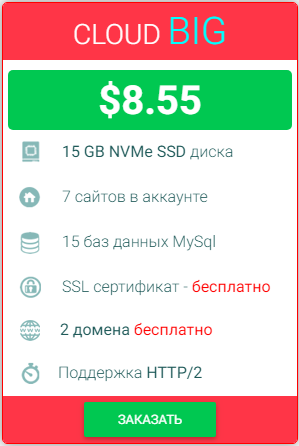 CLOUD BIG
$8.55
15 GB NVMe SSD диска
7 сайтов в аккаунте
15 баз данных MySql
SSL сертификат - бесплатно
2 домена бесплатно
Поддержка HTTP/2
ЗАКАЗАТЬ